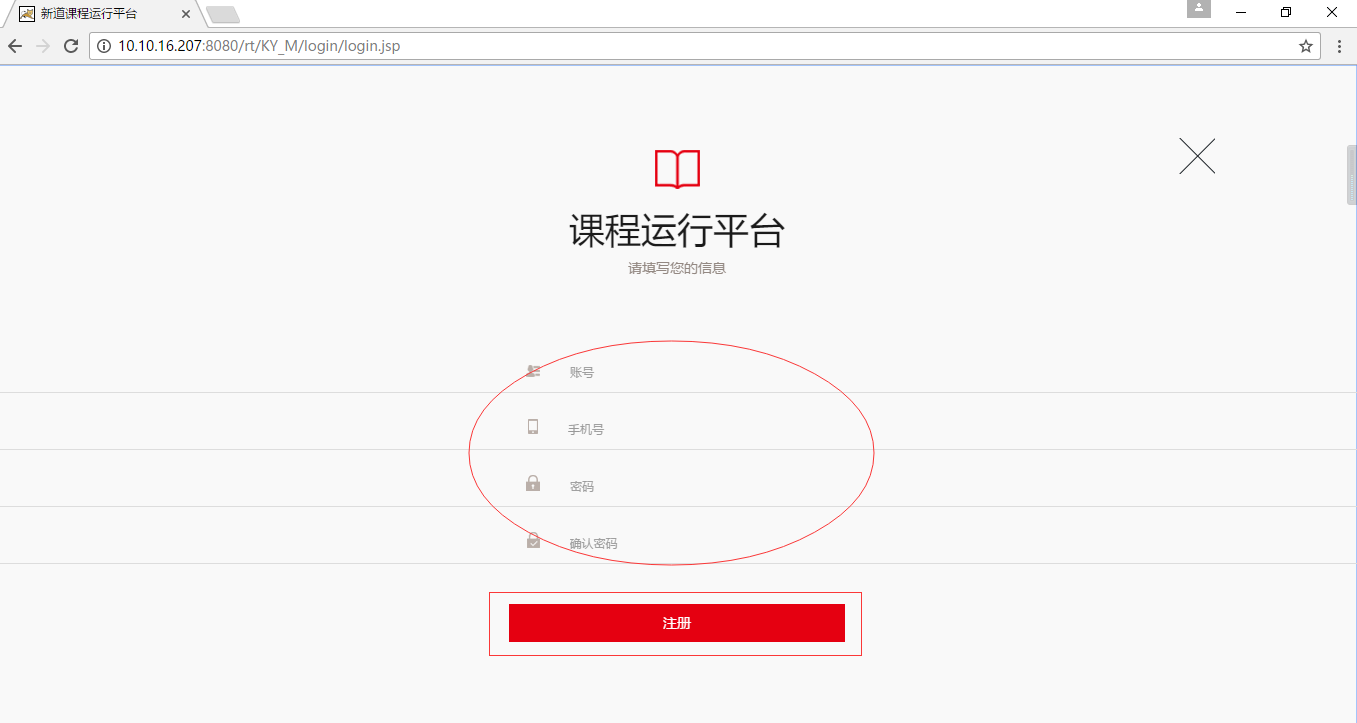 新道课程运行平台
10.10.16.207:8080/rt/KY_M/login/login.jsp
课程运行平台
请填写您的信息
账号
手机号
密码
确认密码
注册